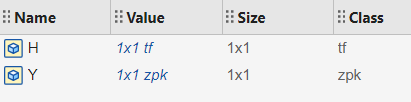 Name Value Size Class
H 1x1 tf 1x1 tf
Y 1x1 zpk 1x1 zpk